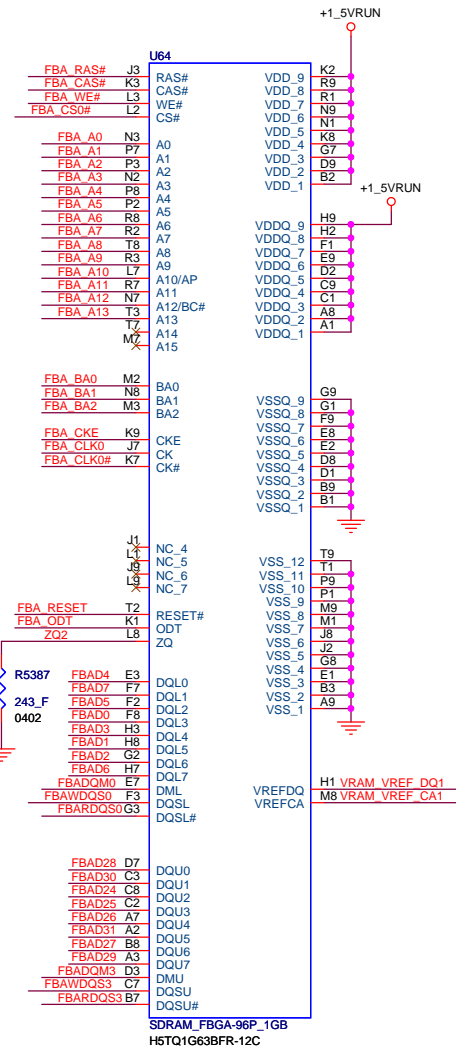 +1_5VRUN
U64
FBA_RAS# J3 RAS# VDD_9 K2
FBA_CAS# K3 CAS# VDD_8 R9
FBA_WE# L3 WE# VDD_7 R1
FBA_CS0# L2 CS# VDD_6 N9
VDD_5 N1
FBA_A0 N3 A0 VDD_4 K8
FBA_A1 P7 A1 VDD_3 G7
FBA_A2 P3 A2 VDD_2 D9
FBA_A3 N2 A3 VDD_1 B2
FBA_A4 P8 A4 +1_5VRUN
FBA_A5 P2 A5
FBA_A6 R8 A6 VDDQ_9 H9
FBA_A7 R2 A7 VDDQ_8 H2
FBA_A8 T8 A8 VDDQ_7 F1
FBA_A9 R3 A9 VDDQ_6 E9
FBA_A10 L7 A10/AP VDDQ_5 D2
FBA_A11 R7 A11 VDDQ_4 C9
FBA_A12 N7 A12/BC# VDDQ_3 C1
FBA_A13 T3 A13 VDDQ_2 A8
T7 A14 VDDQ_1 A1
M7 A15
FBA_BA0 M2 BA0
FBA_BA1 N8 BA1 VSSQ_9 G9
FBA_BA2 M3 BA2 VSSQ_8 G1
VSSQ_7 F9
FBA_CKE K9 CKE VSSQ_6 E8
FBA_CLK0 J7 CK VSSQ_5 E2
FBA_CLK0# K7 CK# VSSQ_4 D8
VSSQ_3 D1
VSSQ_2 B9
VSSQ_1 B1
J1 NC_4
L1 NC_5 VSS_12 T9
J9 NC_6 VSS_11 T1
L9 NC_7 VSS_10 P9
VSS_9 P1
FBA_RESET T2 RESET# VSS_8 M9
FBA_ODT K1 ODT VSS_7 M1
ZQ2 L8 ZQ VSS_6 J8
VSS_5 J2
VSS_4 G8
R5387 FBAD4 E3 DQL0 VSS_3 E1
FBAD7 F7 DQL1 VSS_2 B3
243_F FBAD5 F2 DQL2 VSS_1 A9
0402 FBAD0 F8 DQL3
FBAD3 H3 DQL4
FBAD1 H8 DQL5
FBAD2 G2 DQL6
FBAD6 H7 DQL7
FBADQM0 E7 DML VREFDQ H1 VRAM_VREF_DQ1
FBAWDQS0 F3 DQSL VREFCA M8 VRAM_VREF_CA1
FBARDQS0 G3 DQSL#
FBAD28 D7 DQU0
FBAD30 C3 DQU1
FBAD24 C8 DQU2
FBAD25 C2 DQU3
FBAD26 A7 DQU4
FBAD31 A2 DQU5
FBAD27 B8 DQU6
FBAD29 A3 DQU7
FBADQM3 D3 DMU
FBAWDQS3 C7 DQSU
FBARDQS3 B7 DQSU#
SDRAM_FBGA-96P_1GB
H5TQ1G63BFR-12C